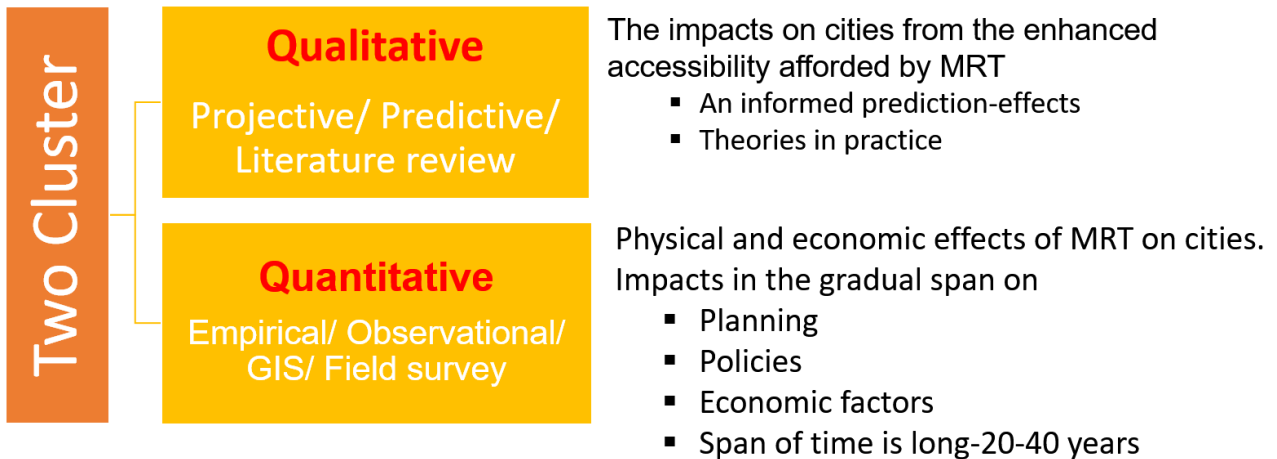 Two Cluster
Qualitative
Projective/ Predictive/
Literature review
The impacts on cities from the enhanced
accessibility afforded by MRT
▪ An informed prediction-effects
▪ Theories in practice
Quantitative
Empirical/ Observational/
GIS/ Field survey
Physical and economic effects of MRT on cities.
Impacts in the gradual span on
▪ Planning
▪ Policies
▪ Economic factors
▪ Span of time is long-20-40 years